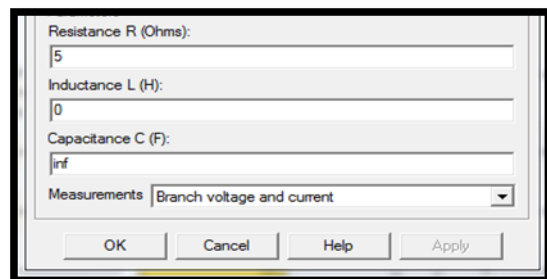 Resistance R (Ohms):
5
Inductance L (H):
0
Capacitance C (F):
inf
Measurements Branch voltage and current
OK Cancel Help Apply